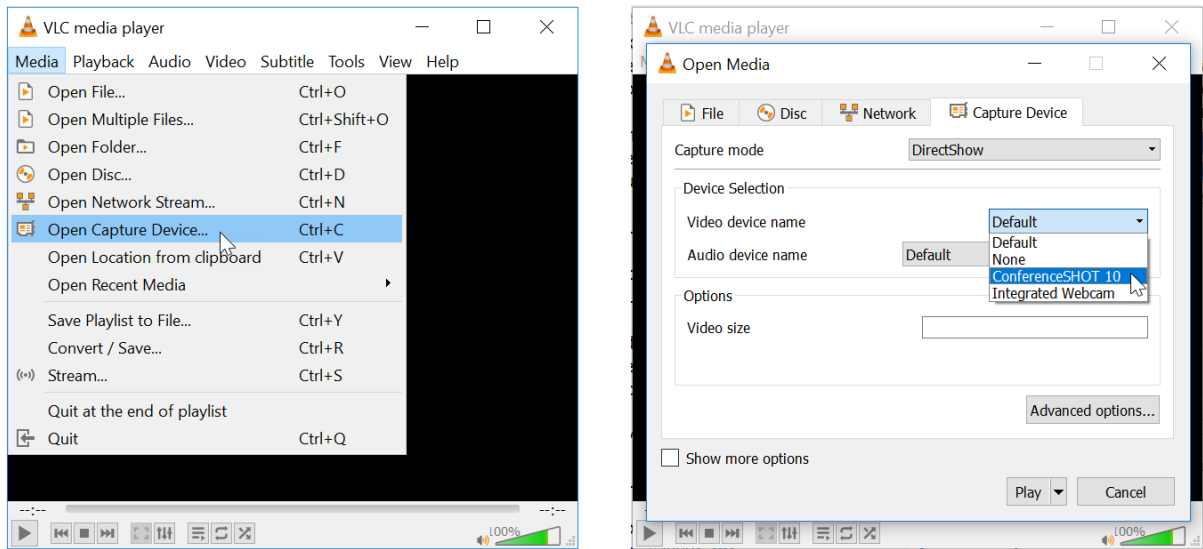 VLC media player
Media Playback Audio Video Subtitle Tools View Help
Open File... Ctrl+O
Open Multiple Files... Ctrl+Shift+O
Open Folder... Ctrl+F
Open Disc... Ctrl+D
Open Network Stream... Ctrl+N
Open Capture Device... Ctrl+C
Open Location from clipboard Ctrl+V
Open Recent Media
Save Playlist to File... Ctrl+Y
Convert / Save... Ctrl+R
Stream... Ctrl+S
Quit at the end of playlist
Quit Ctrl+Q
--:-- --:--
100%
VLC media player
Open Media
File Disc Network Capture Device
Capture mode DirectShow
Device Selection
Video device name Default
Default
None
ConferenceSHOT 10
Integrated Webcam
Audio device name Default
Options
Video size
Advanced options...
Show more options
Play Cancel
100%